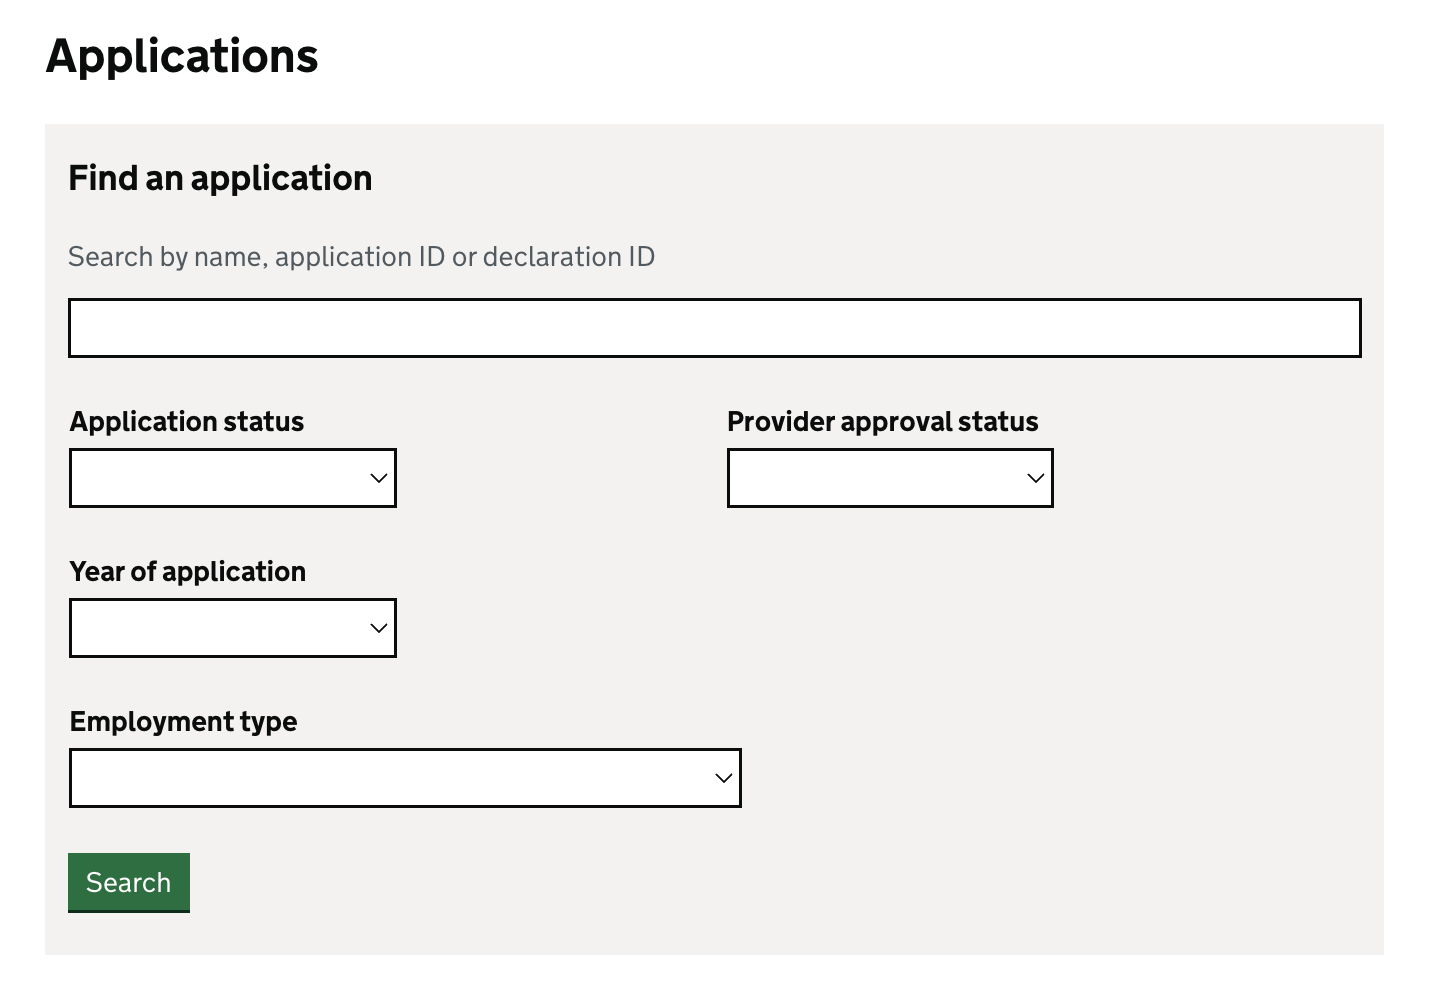 Applications
Find an application
Search by name, application ID or declaration ID
Application status
Provider approval status
Year of application
Employment type
Search